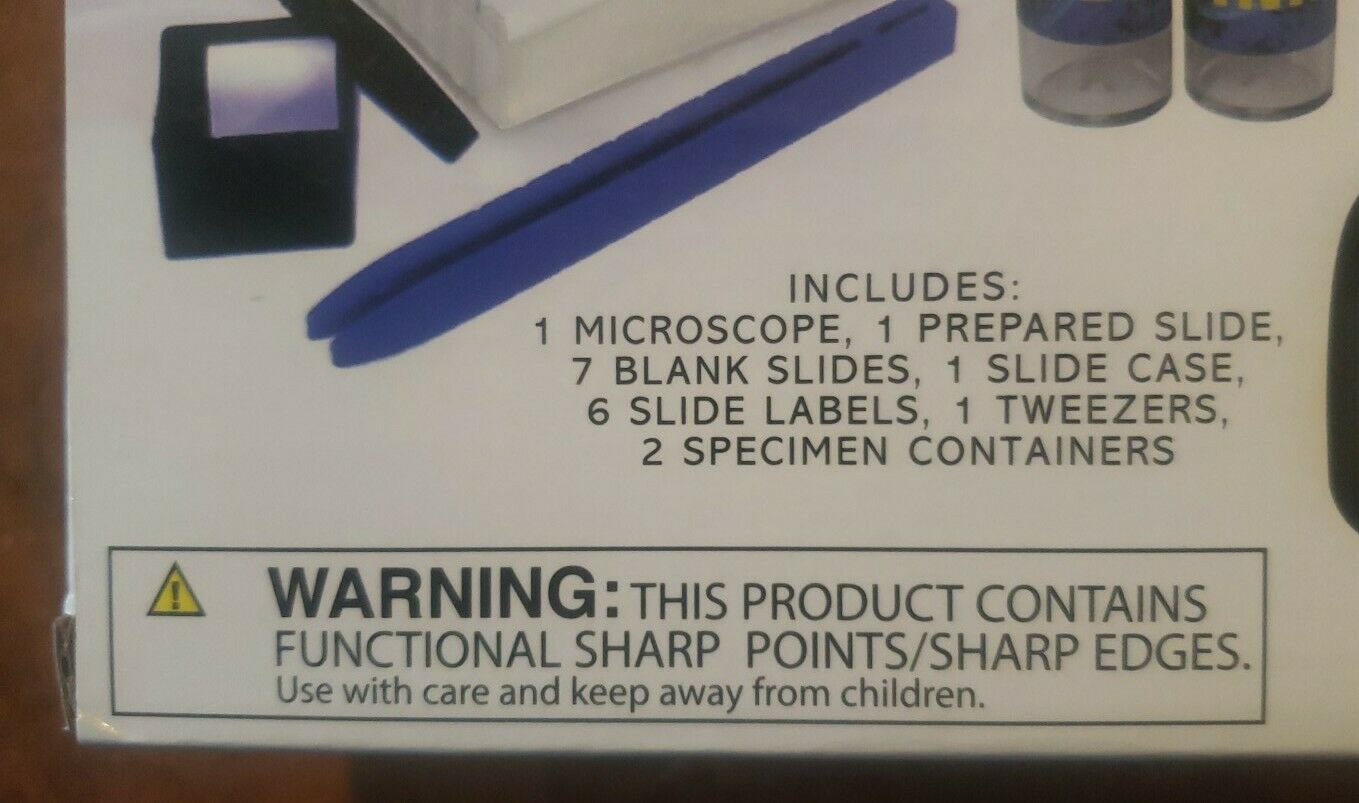 INCLUDES:
1 MICROSCOPE, 1 PREPARED SLIDE,
7 BLANK SLIDES, 1 SLIDE CASE,
6 SLIDE LABELS, 1 TWEEZERS,
2 SPECIMEN CONTAINERS
WARNING: THIS PRODUCT CONTAINS
FUNCTIONAL SHARP POINTS/SHARP EDGES.
Use with care and keep away from children.